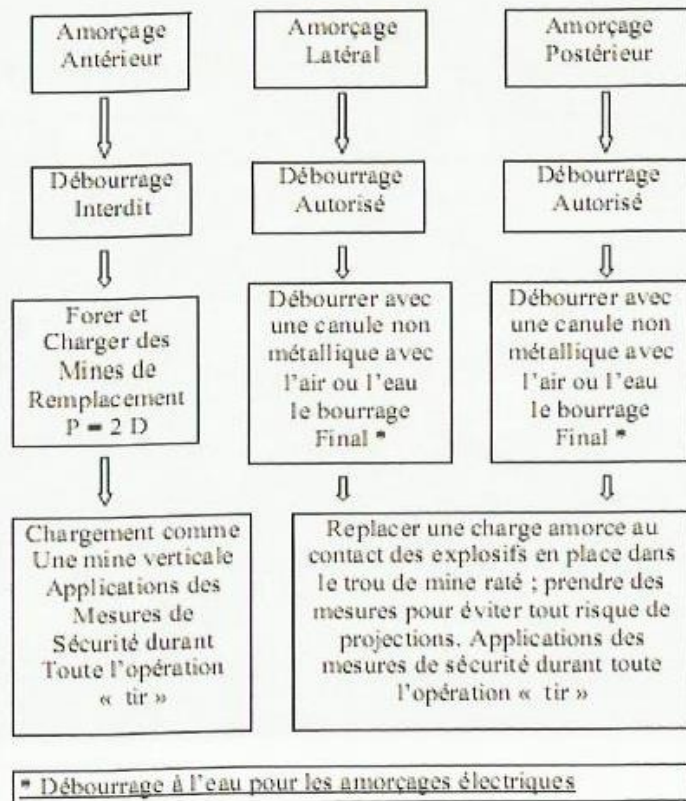 Amorçage
Antérieur
Amorçage
Latéral
Amorçage
Postérieur
Débourrage
Interdit
Débourrage
Autorisé
Débourrage
Autorisé
Forer et
Charger des
Mines de
Remplacement
P = 2 D
Débourrer avec
une canule non
métallique avec
l'air ou l'eau
le bourrage
Final *
Débourrer avec
une canule non
métallique avec
l'air ou l'eau
le bourrage
Final *
Chargement comme
Une mine verticale
Applications des
Mesures de
Sécurité durant
Toute l'opération
« tir »
Replacer une charge amorce au
contact des explosifs en place dans
le trou de mine raté ; prendre des
mesures pour éviter tout risque de
projections. Applications des
mesures de sécurité durant toute
l'opération « tir »
* Débourrage à l'eau pour les amorçages électriques